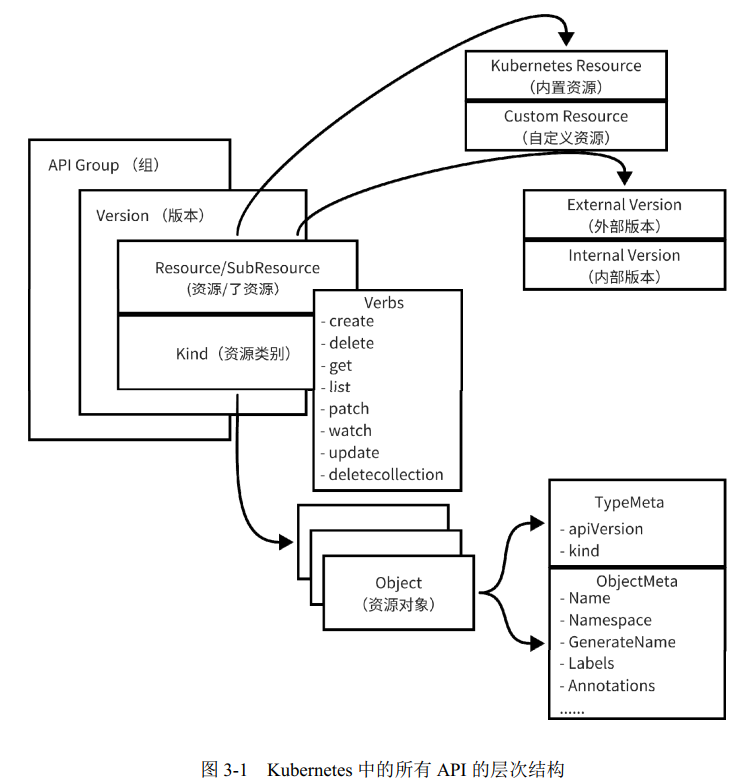 Kubernetes Resource
（内置资源）
Custom Resource
（自定义资源）
API Group （组）
Version （版本）
External Version
（外部版本）
Internal Version
（内部版本）
Resource/SubResource
(资源/了资源）
Kind（资源类别）
Verbs
- create
- delete
- get
- list
- patch
- watch
- update
- deletecollection
Object
（资源对象）
TypeMeta
- apiVersion
- kind
ObjectMeta
- Name
- Namespace
- GenerateName
- Labels
- Annotations
......
图 3-1 Kubernetes 中的所有 API 的层次结构